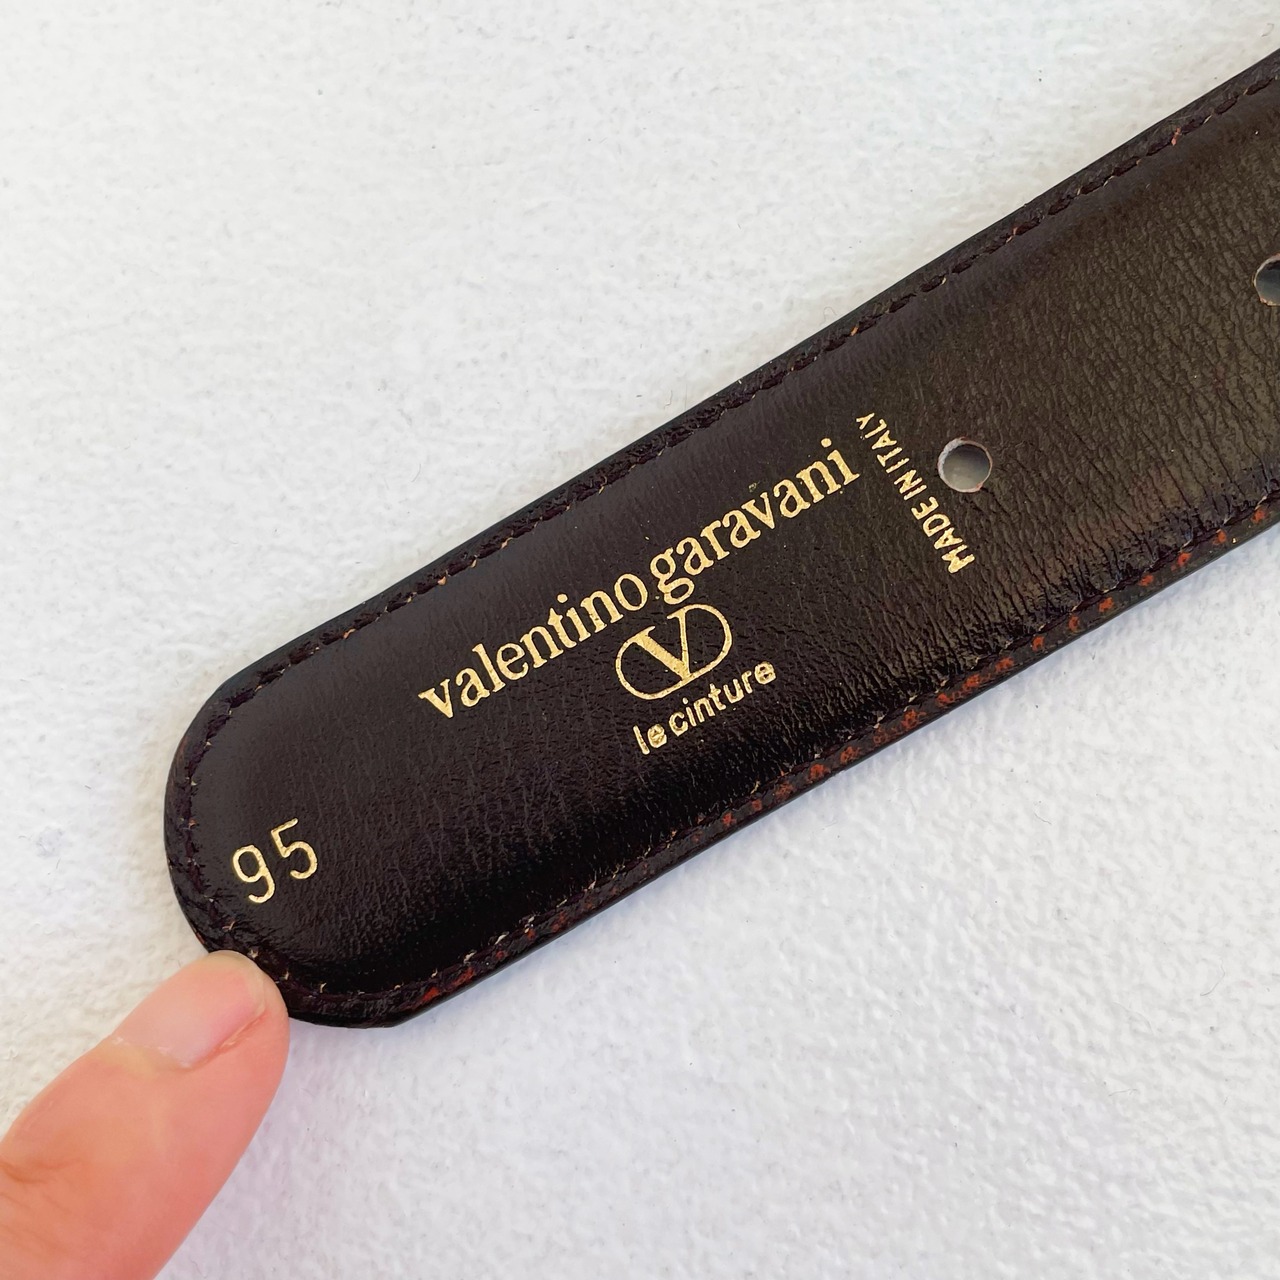 valentino garavani
V
le cinture
MADE IN ITALY
95